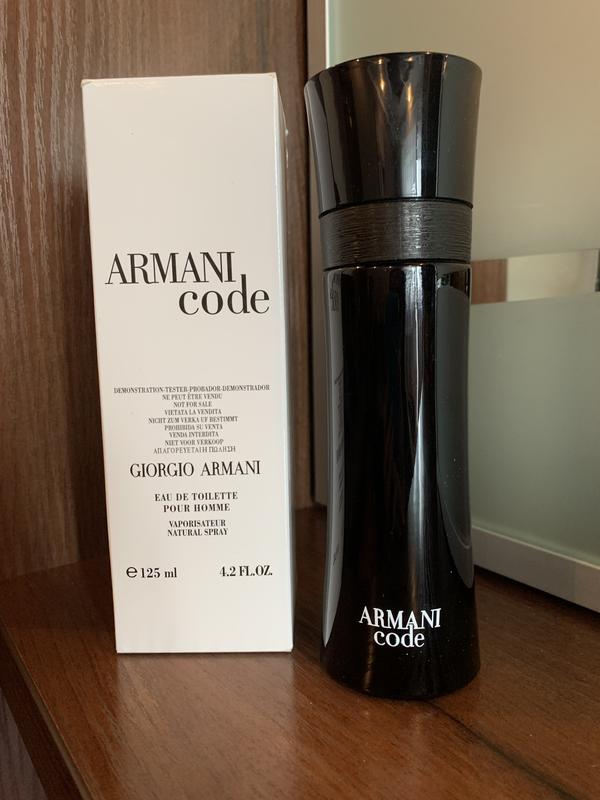 ARMANI
code
DEMONSTRATION-TESTER-PROBADOR-DEMONSTRADOR
NE PEUT ÊTRE VENDU
NOT FOR SALE
VIETATA LA VENDITA
NICHT ZUM VERKA UF BESTIMMT
PROHIBIDA SU VENTA
VENDA INTERDITA
NIET VOOR VERKOOP
ΑΠΑΓΟΡΕΥΕΤΑΙ Η ΠΩΛΗΣΗ
GIORGIO ARMANI
EAU DE TOILETTE
POUR HOMME
VAPORISATEUR
NATURAL SPRAY
℮ 125 ml 4.2 FL.OZ.
ARMANI
code